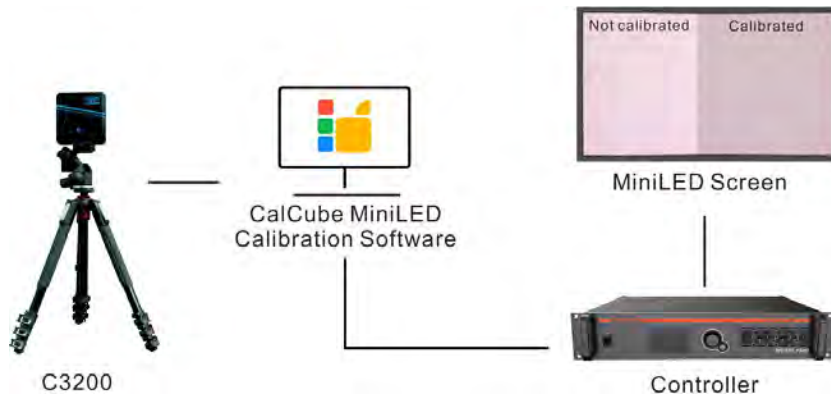 Not calibrated
Calibrated
MiniLED Screen
CalCube MiniLED
Calibration Software
C3200
Controller